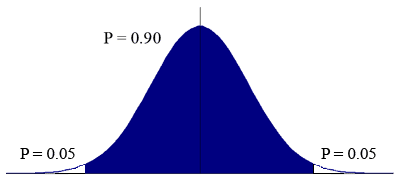 P = 0.90
P = 0.05
P = 0.05